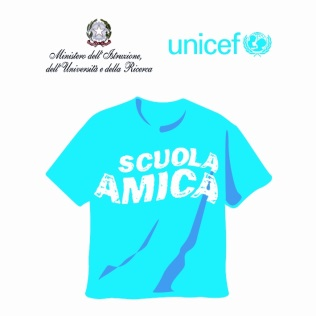 Ministero dell'Istruzione,
dell'Università e della Ricerca
unicef
SCUOLA
AMICA